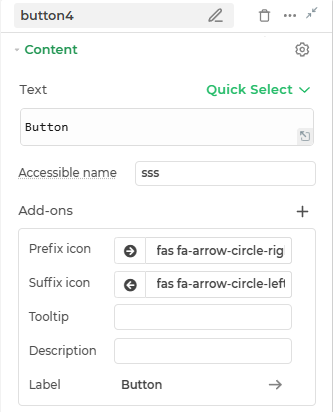 button4
Content
Text Quick Select
Button
Accessible name sss
Add-ons
Prefix icon fas fa-arrow-circle-rig
Suffix icon fas fa-arrow-circle-left
Tooltip
Description
Label Button